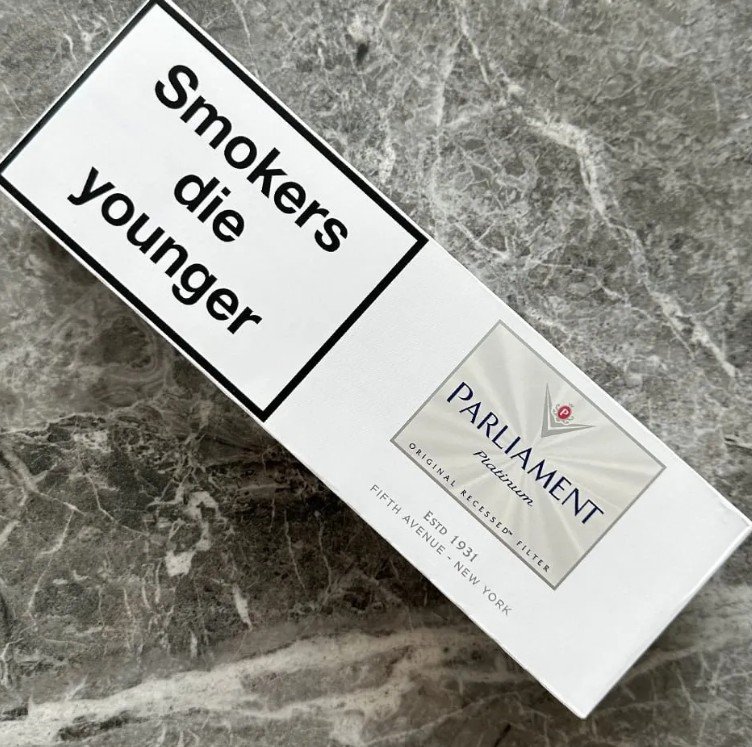 Smokers
die
younger
P
PARLIAMENT
Platinum
ORIGINAL RECESSED™ FILTER
ESTD 1931
FIFTH AVENUE - NEW YORK